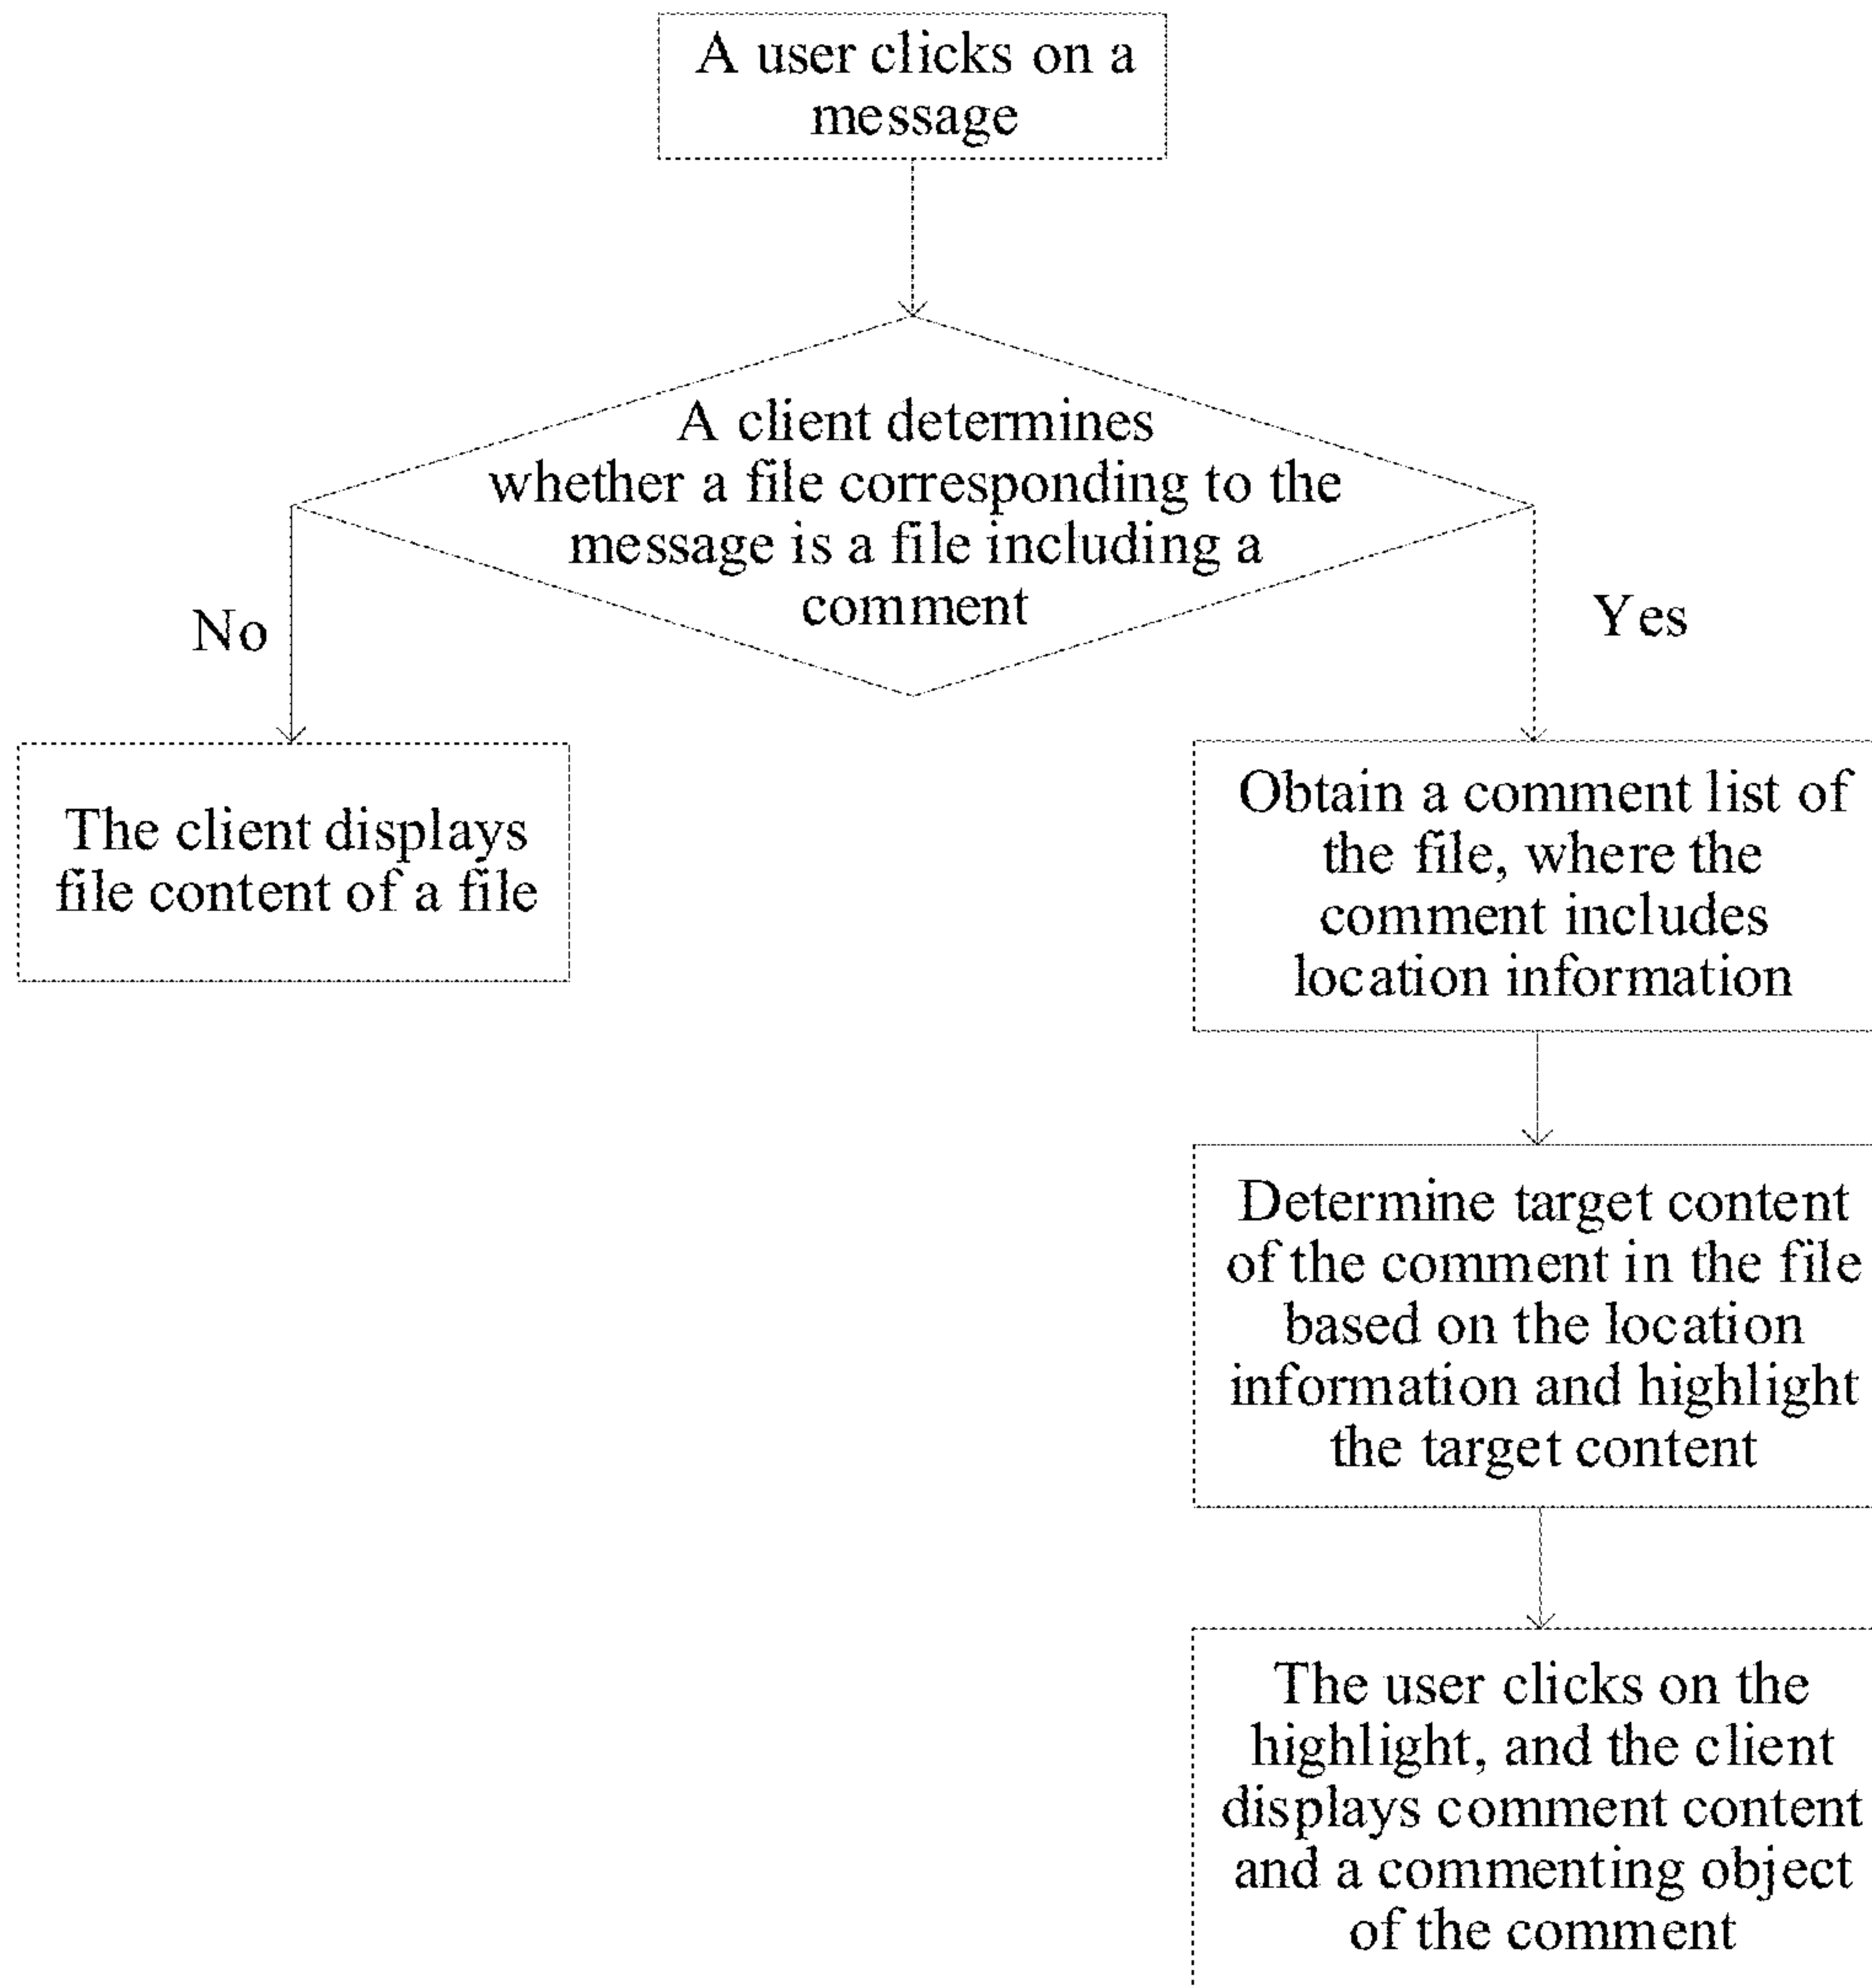 A user clicks on a
message
A client determines
whether a file corresponding to the
message is a file including a
comment
No
Yes
The client displays
file content of a file
Obtain a comment list of
the file, where the
comment includes
location information
Determine target content
of the comment in the file
based on the location
information and highlight
the target content
The user clicks on the
highlight, and the client
displays comment content
and a commenting object
of the comment